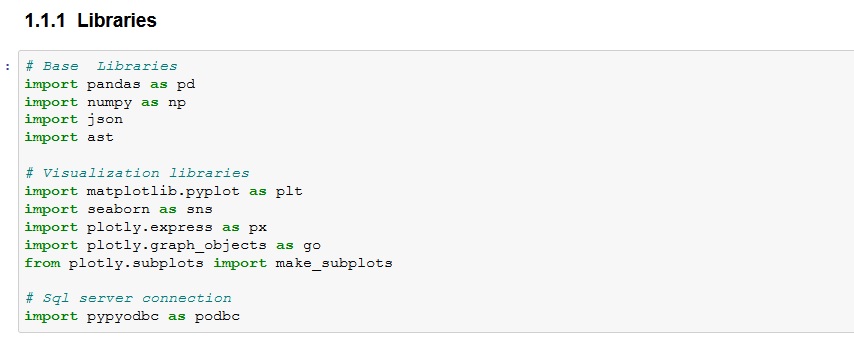 1.1.1 Libraries
:
# Base  Libraries
import pandas as pd
import numpy as np
import json
import ast
# Visualization libraries
import matplotlib.pyplot as plt
import seaborn as sns
import plotly.express as px
import plotly.graph_objects as go
from plotly.subplots import make_subplots
# Sql server connection
import pypyodbc as podbc